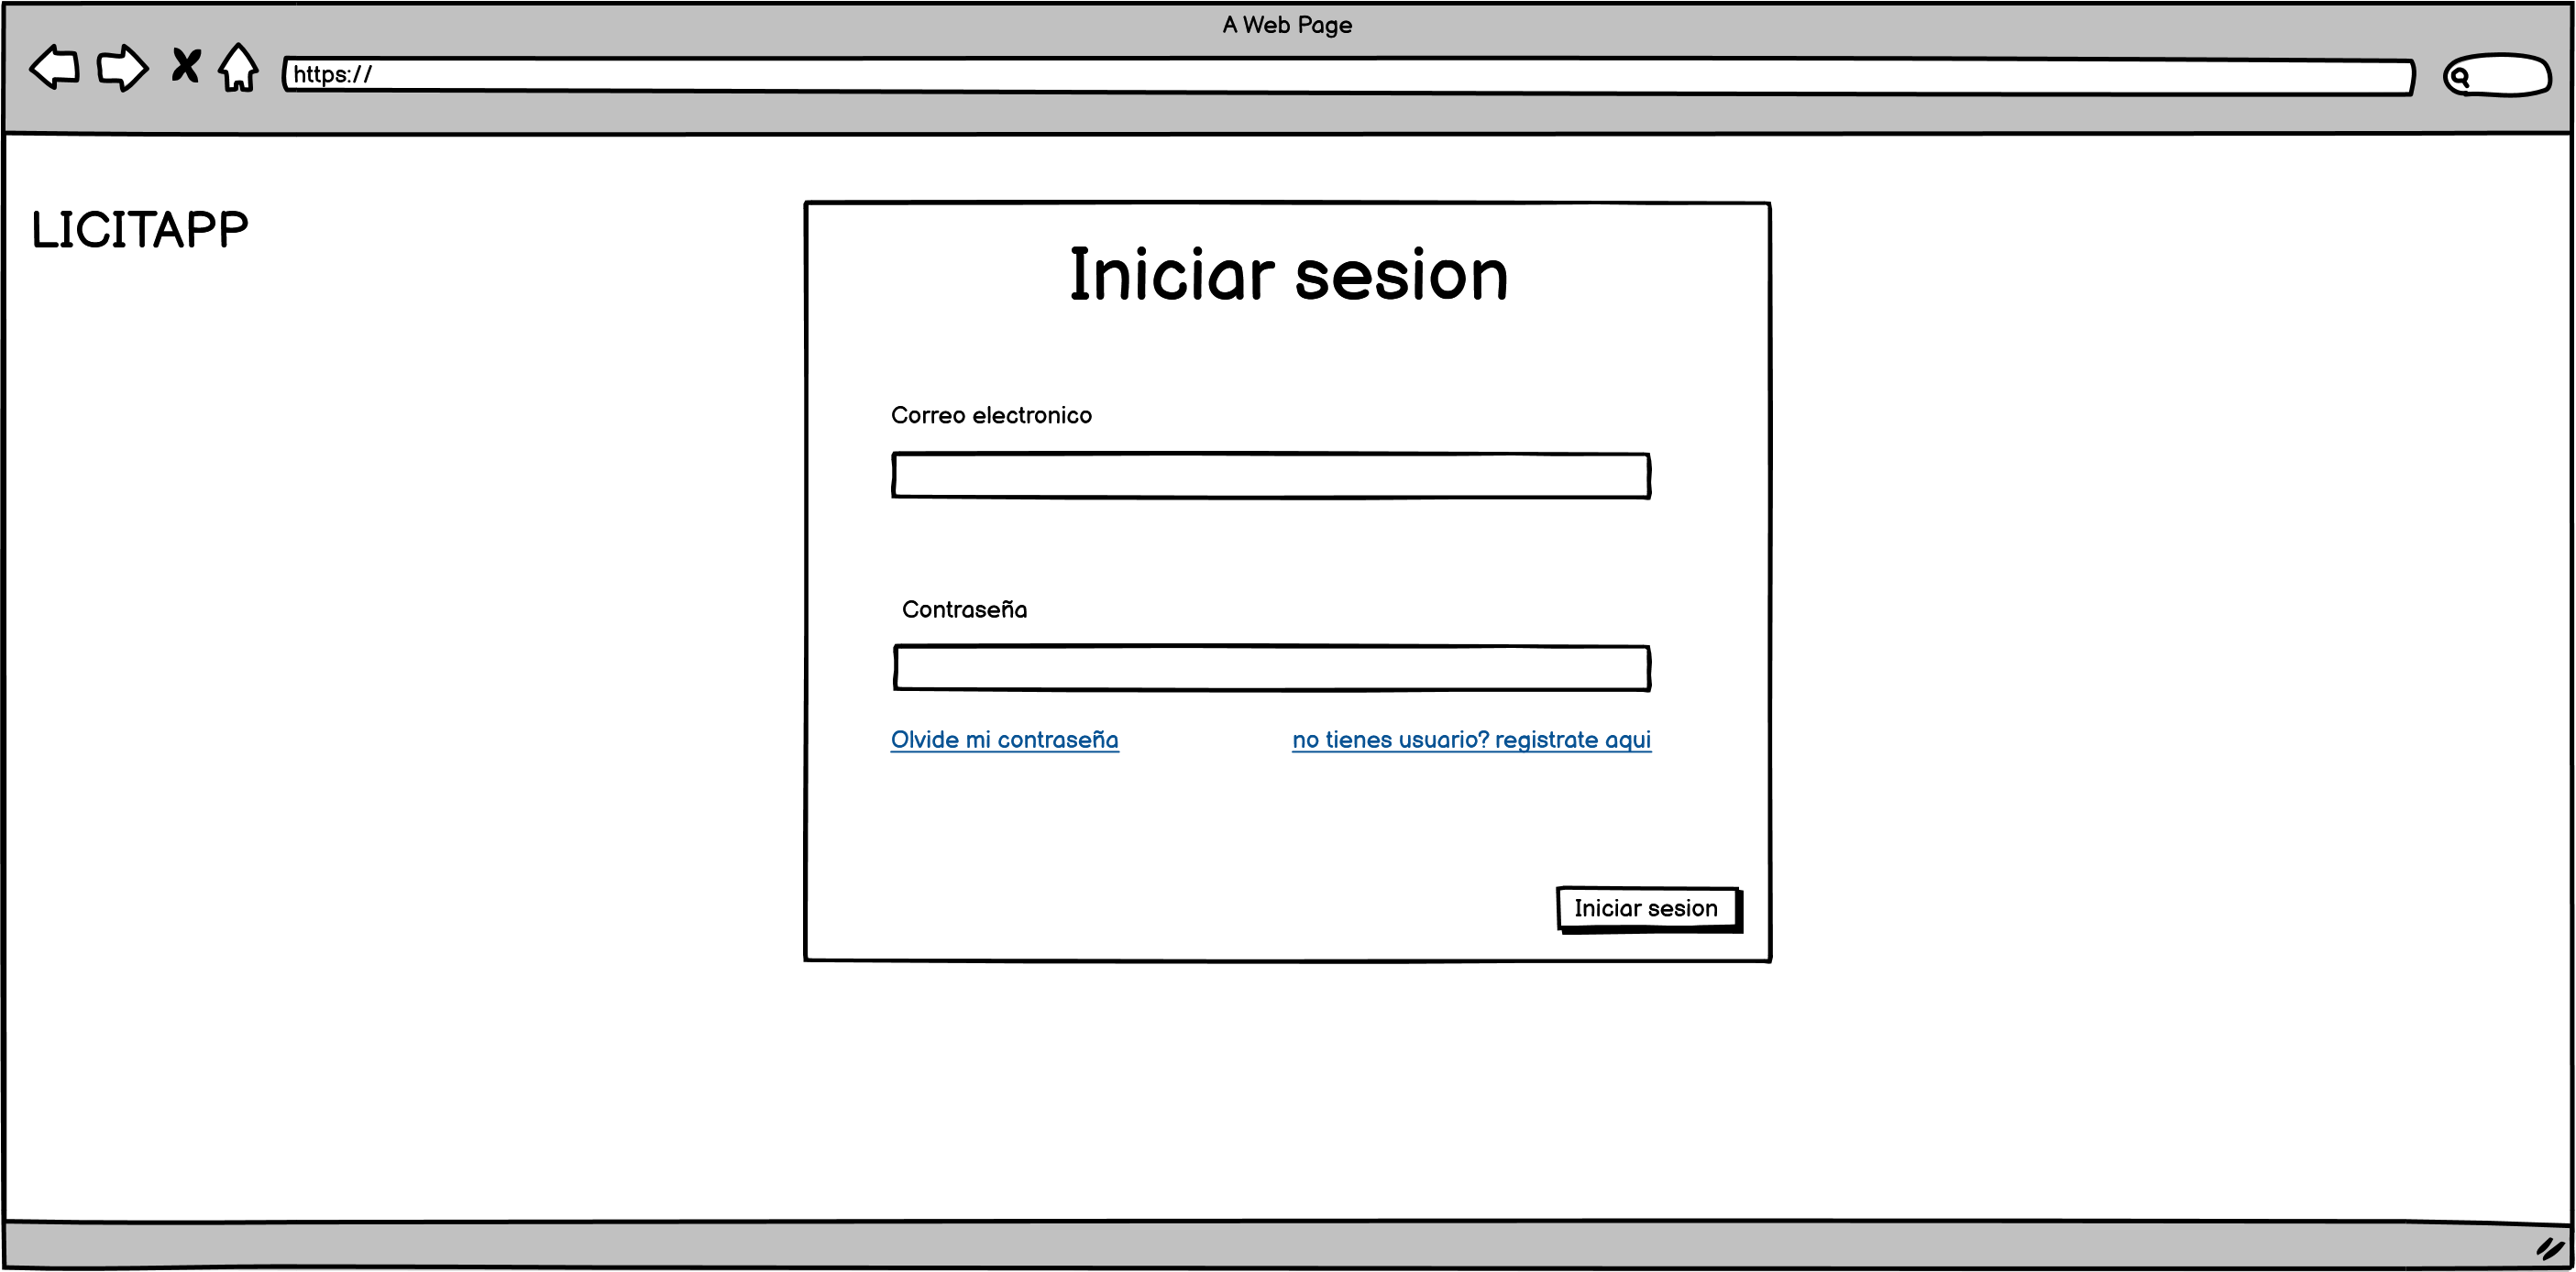 A Web Page
https://
LICITAPP
Iniciar sesion
Correo electronico
Contraseña
Olvide mi contraseña
no tienes usuario? registrate aqui
Iniciar sesion